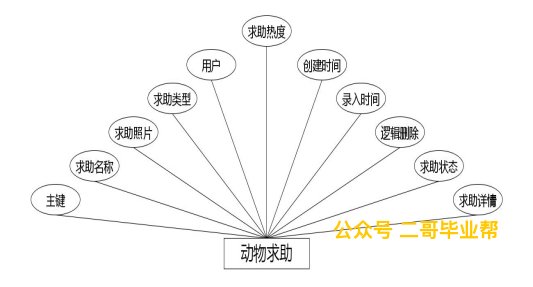 求助热度
用户
创建时间
求助类型
录入时间
求助照片
逻辑删除
求助名称
求助状态
主键
求助详情
公众号 二哥毕业帮
动物求助